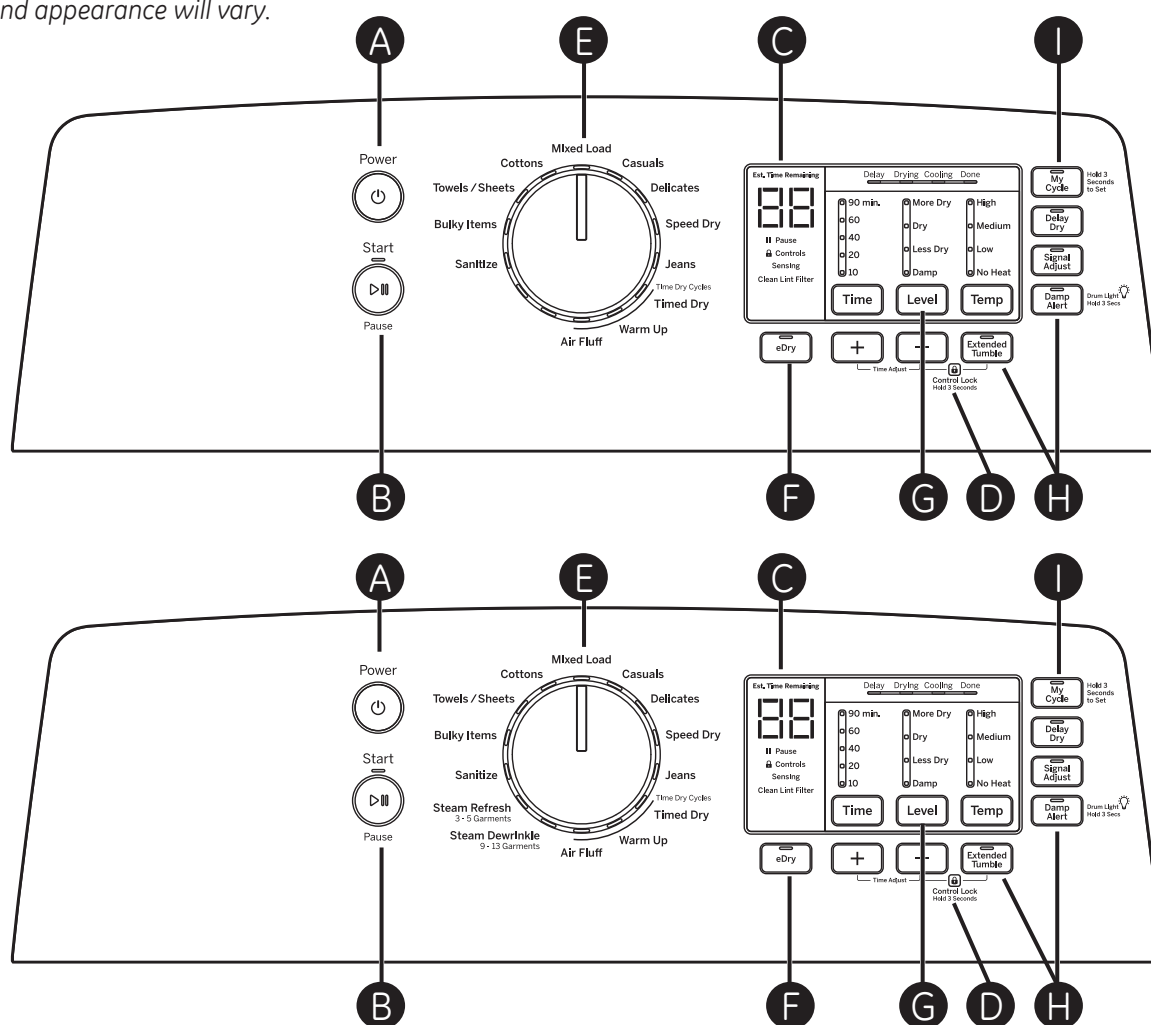 nd appearance will vary.
A E C I
Power
Start
Pause
Mixed Load
Cottons
Casuals
Towels / Sheets
Delicates
Bulky Items
Speed Dry
Sanitize
Jeans
Time Dry Cycles
Timed Dry
Warm Up
Air Fluff
Est. Time Remaining
88
Pause
Controls
Sensing
Clean Lint Filter
Delay Drying Cooling Done
90 min. More Dry High
60 Dry Medium
40 Less Dry Low
20 Damp No Heat
10
Time Level Temp
eDry + – Extended
Tumble
Time Adjust
Control Lock
Hold 3 Seconds
My
Cycle
Hold 3
Seconds
to Set
Delay
Dry
Signal
Adjust
Damp
Alert
Drum Light
Hold 3 Secs
B F G D H
A E C I
Power
Start
Pause
Mixed Load
Cottons
Casuals
Towels / Sheets
Delicates
Bulky Items
Speed Dry
Sanitize
Jeans
Steam Refresh
3 - 5 Garments
Time Dry Cycles
Timed Dry
Steam Dewrinkle
9 - 13 Garments
Warm Up
Air Fluff
Est. Time Remaining
88
Pause
Controls
Sensing
Clean Lint Filter
Delay Drying Cooling Done
90 min. More Dry High
60 Dry Medium
40 Less Dry Low
20 Damp No Heat
10
Time Level Temp
eDry + – Extended
Tumble
Time Adjust
Control Lock
Hold 3 Seconds
My
Cycle
Hold 3
Seconds
to Set
Delay
Dry
Signal
Adjust
Damp
Alert
Drum Light
Hold 3 Secs
B F G D H